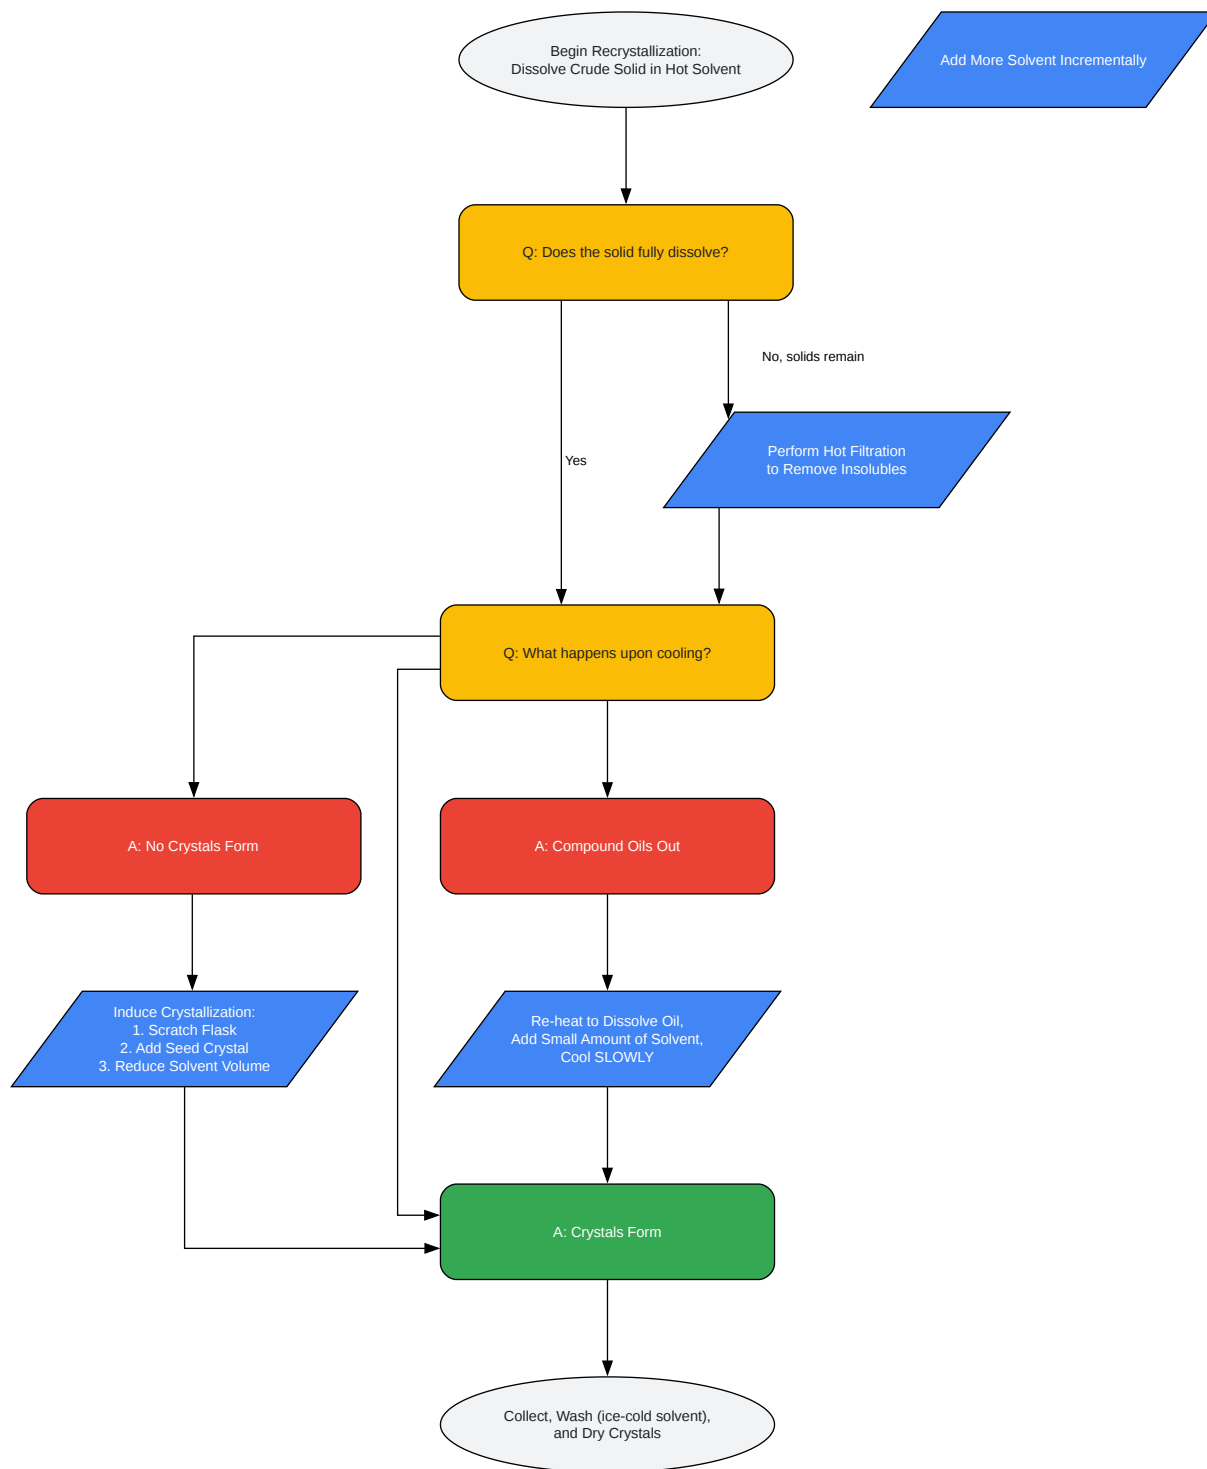 Begin Recrystallization:
Dissolve Crude Solid in Hot Solvent
Add More Solvent Incrementally
Q: Does the solid fully dissolve?
No, solids remain
Yes
Perform Hot Filtration
to Remove Insolubles
Q: What happens upon cooling?
A: No Crystals Form
A: Compound Oils Out
Induce Crystallization:
1. Scratch Flask
2. Add Seed Crystal
3. Reduce Solvent Volume
Re-heat to Dissolve Oil,
Add Small Amount of Solvent,
Cool SLOWLY
A: Crystals Form
Collect, Wash (ice-cold solvent),
and Dry Crystals